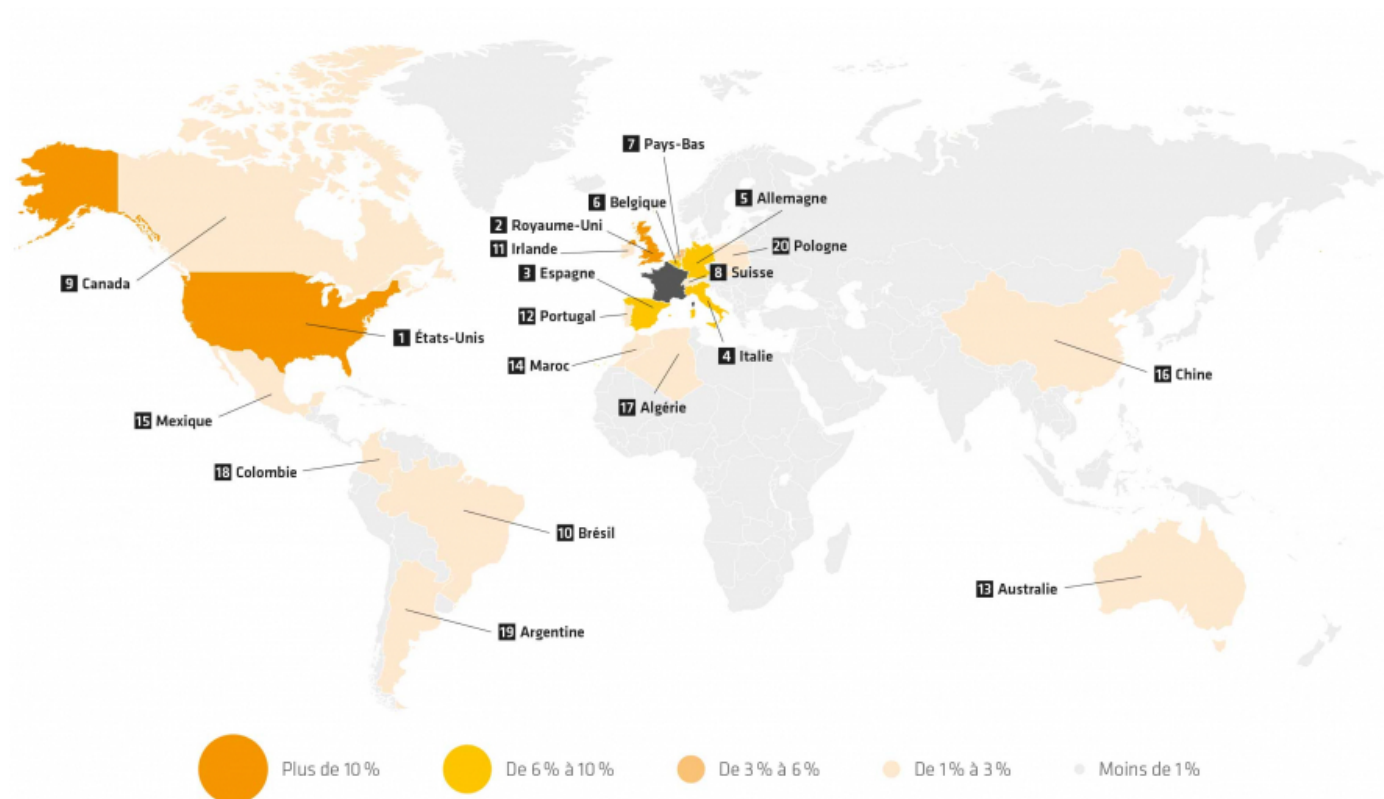 7 Pays-Bas
6 Belgique
5 Allemagne
2 Royaume-Uni
11 Irlande
20 Pologne
3 Espagne
8 Suisse
9 Canada
12 Portugal
1 États-Unis
4 Italie
14 Maroc
16 Chine
17 Algérie
15 Mexique
18 Colombie
10 Brésil
13 Australie
19 Argentine
Plus de 10 %
De 6 % à 10 %
De 3 % à 6 %
De 1 % à 3 %
Moins de 1 %